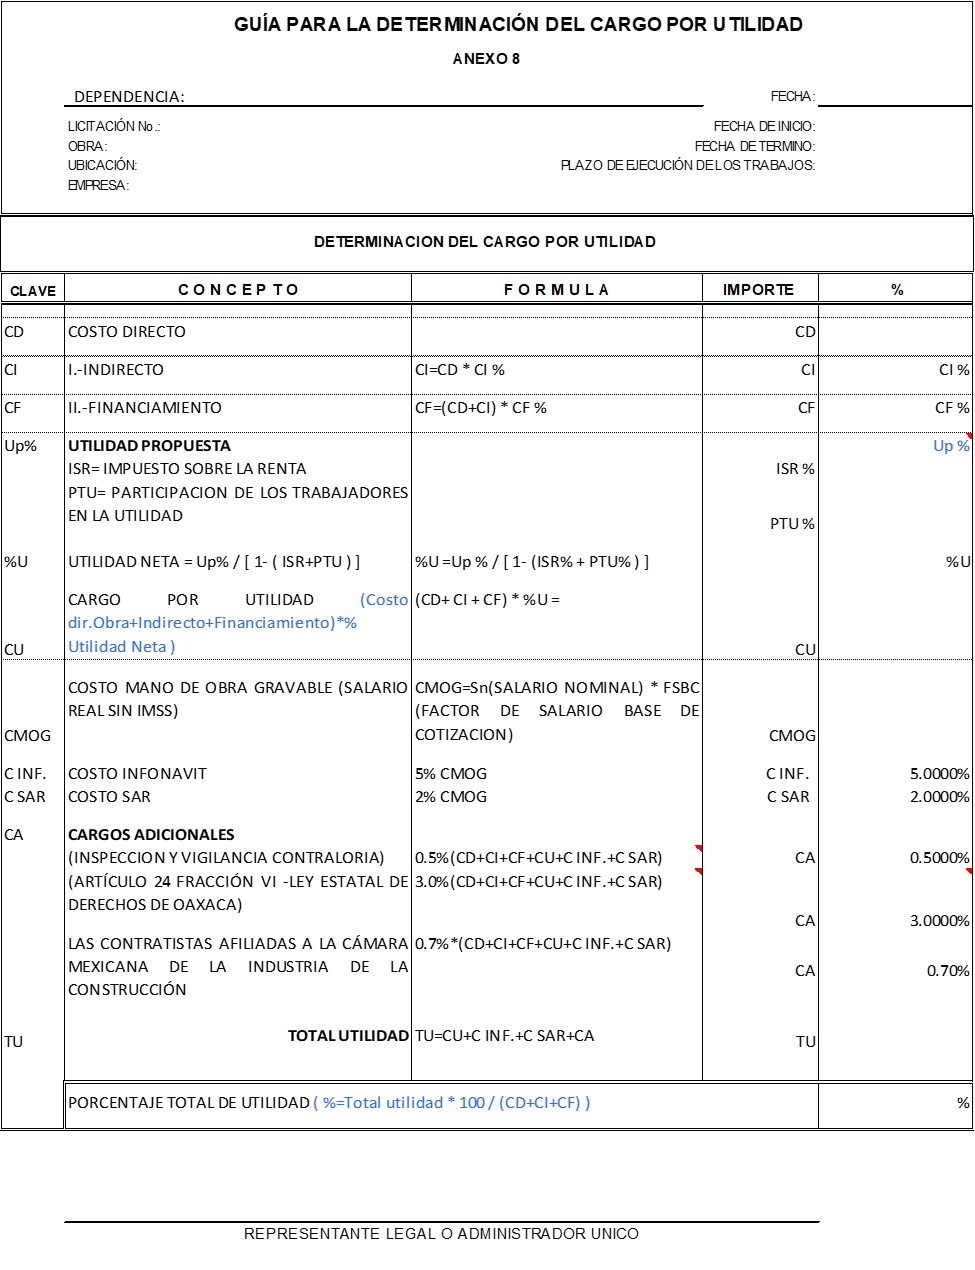 GUÍA PARA LA DETERMINACIÓN DEL CARGO POR UTILIDAD
ANEXO 8
DEPENDENCIA:
FECHA:
LICITACIÓN No.:
FECHA DE INICIO:
OBRA:
FECHA DE TERMINO:
UBICACIÓN:
PLAZO DE EJECUCIÓN DE LOS TRABAJOS:
EMPRESA:
DETERMINACION DEL CARGO POR UTILIDAD
CLAVE CONCEPTO FORMULA IMPORTE %
CD COSTO DIRECTO CD
CI I.-INDIRECTO CI=CD * CI % CI CI %
CF II.-FINANCIAMIENTO CF=(CD+CI) * CF % CF CF %
Up% UTILIDAD PROPUESTA Up %
ISR= IMPUESTO SOBRE LA RENTA ISR %
PTU= PARTICIPACION DE LOS TRABAJADORES
EN LA UTILIDAD
PTU %
%U UTILIDAD NETA = Up% / [ 1- ( ISR+PTU ) ] %U =Up % / [ 1- (ISR% + PTU% ) ] %U
CARGO POR UTILIDAD (Costo (CD+ CI + CF) * %U =
dir.Obra+Indirecto+Financiamiento)*%
Utilidad Neta )
CU CU
COSTO MANO DE OBRA GRAVABLE (SALARIO CMOG=Sn(SALARIO NOMINAL) * FSBC
REAL SIN IMSS) (FACTOR DE SALARIO BASE DE
CMOG COTIZACION) CMOG
C INF. COSTO INFONAVIT 5% CMOG C INF. 5.0000%
C SAR COSTO SAR 2% CMOG C SAR 2.0000%
CA CARGOS ADICIONALES
(INSPECCION Y VIGILANCIA CONTRALORIA) 0.5%(CD+CI+CF+CU+C INF.+C SAR) CA 0.5000%
(ARTÍCULO 24 FRACCIÓN VI -LEY ESTATAL DE 3.0%(CD+CI+CF+CU+C INF.+C SAR)
DERECHOS DE OAXACA)
CA 3.0000%
LAS CONTRATISTAS AFILIADAS A LA CÁMARA 0.7%*(CD+CI+CF+CU+C INF.+C SAR)
MEXICANA DE LA INDUSTRIA DE LA CA 0.70%
CONSTRUCCIÓN
TOTAL UTILIDAD TU=CU+C INF.+C SAR+CA
TU TU
PORCENTAJE TOTAL DE UTILIDAD ( %=Total utilidad * 100 / (CD+CI+CF) ) %
REPRESENTANTE LEGAL O ADMINISTRADOR UNICO